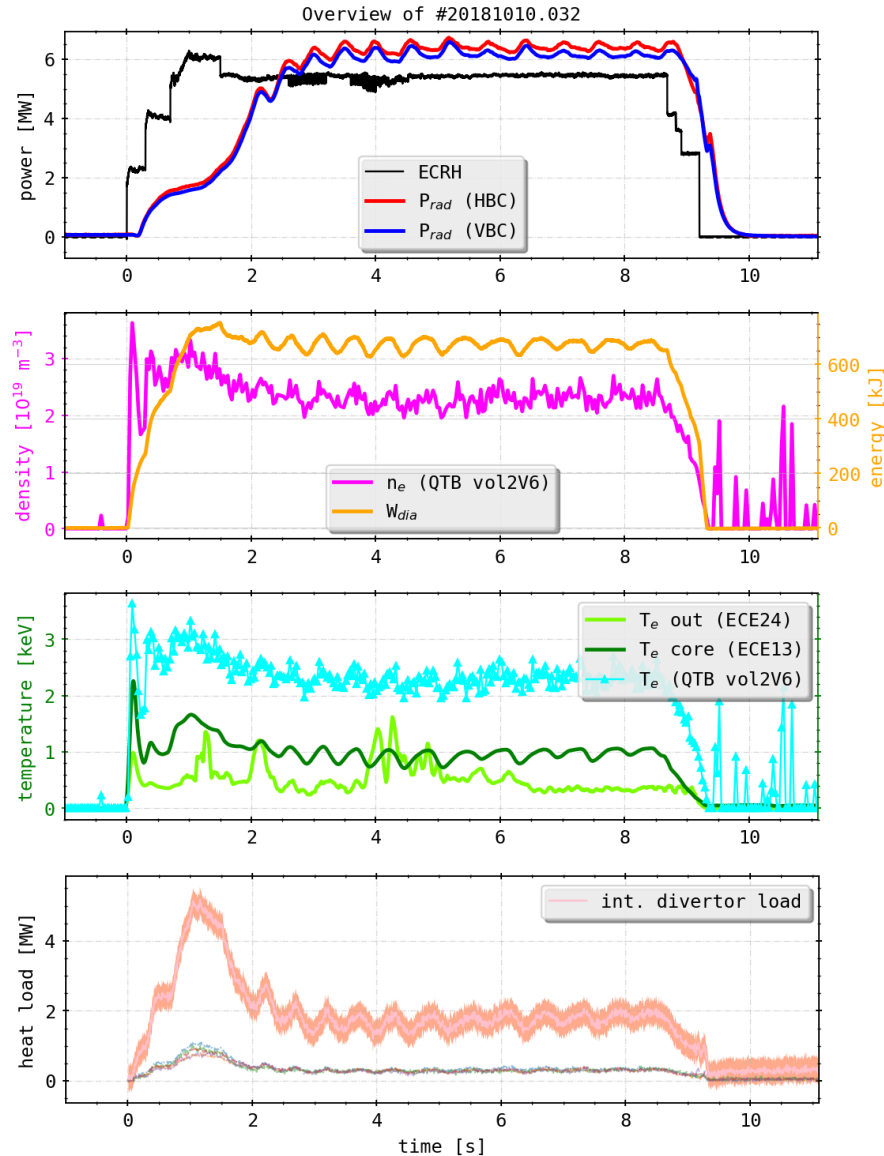 Overview of #20181010.032
power [MW]
6
4
2
0
ECRH
P_rad (HBC)
P_rad (VBC)
0 2 4 6 8 10
density [10^19 m^-3]
3
2
1
0
n_e (QTB vol2V6)
W_dia
600
400
200
0
energy [kJ]
0 2 4 6 8 10
temperature [keV]
3
2
1
0
T_e out (ECE24)
T_e core (ECE13)
T_e (QTB vol2V6)
0 2 4 6 8 10
heat load [MW]
4
2
0
int. divertor load
0 2 4 6 8 10
time [s]